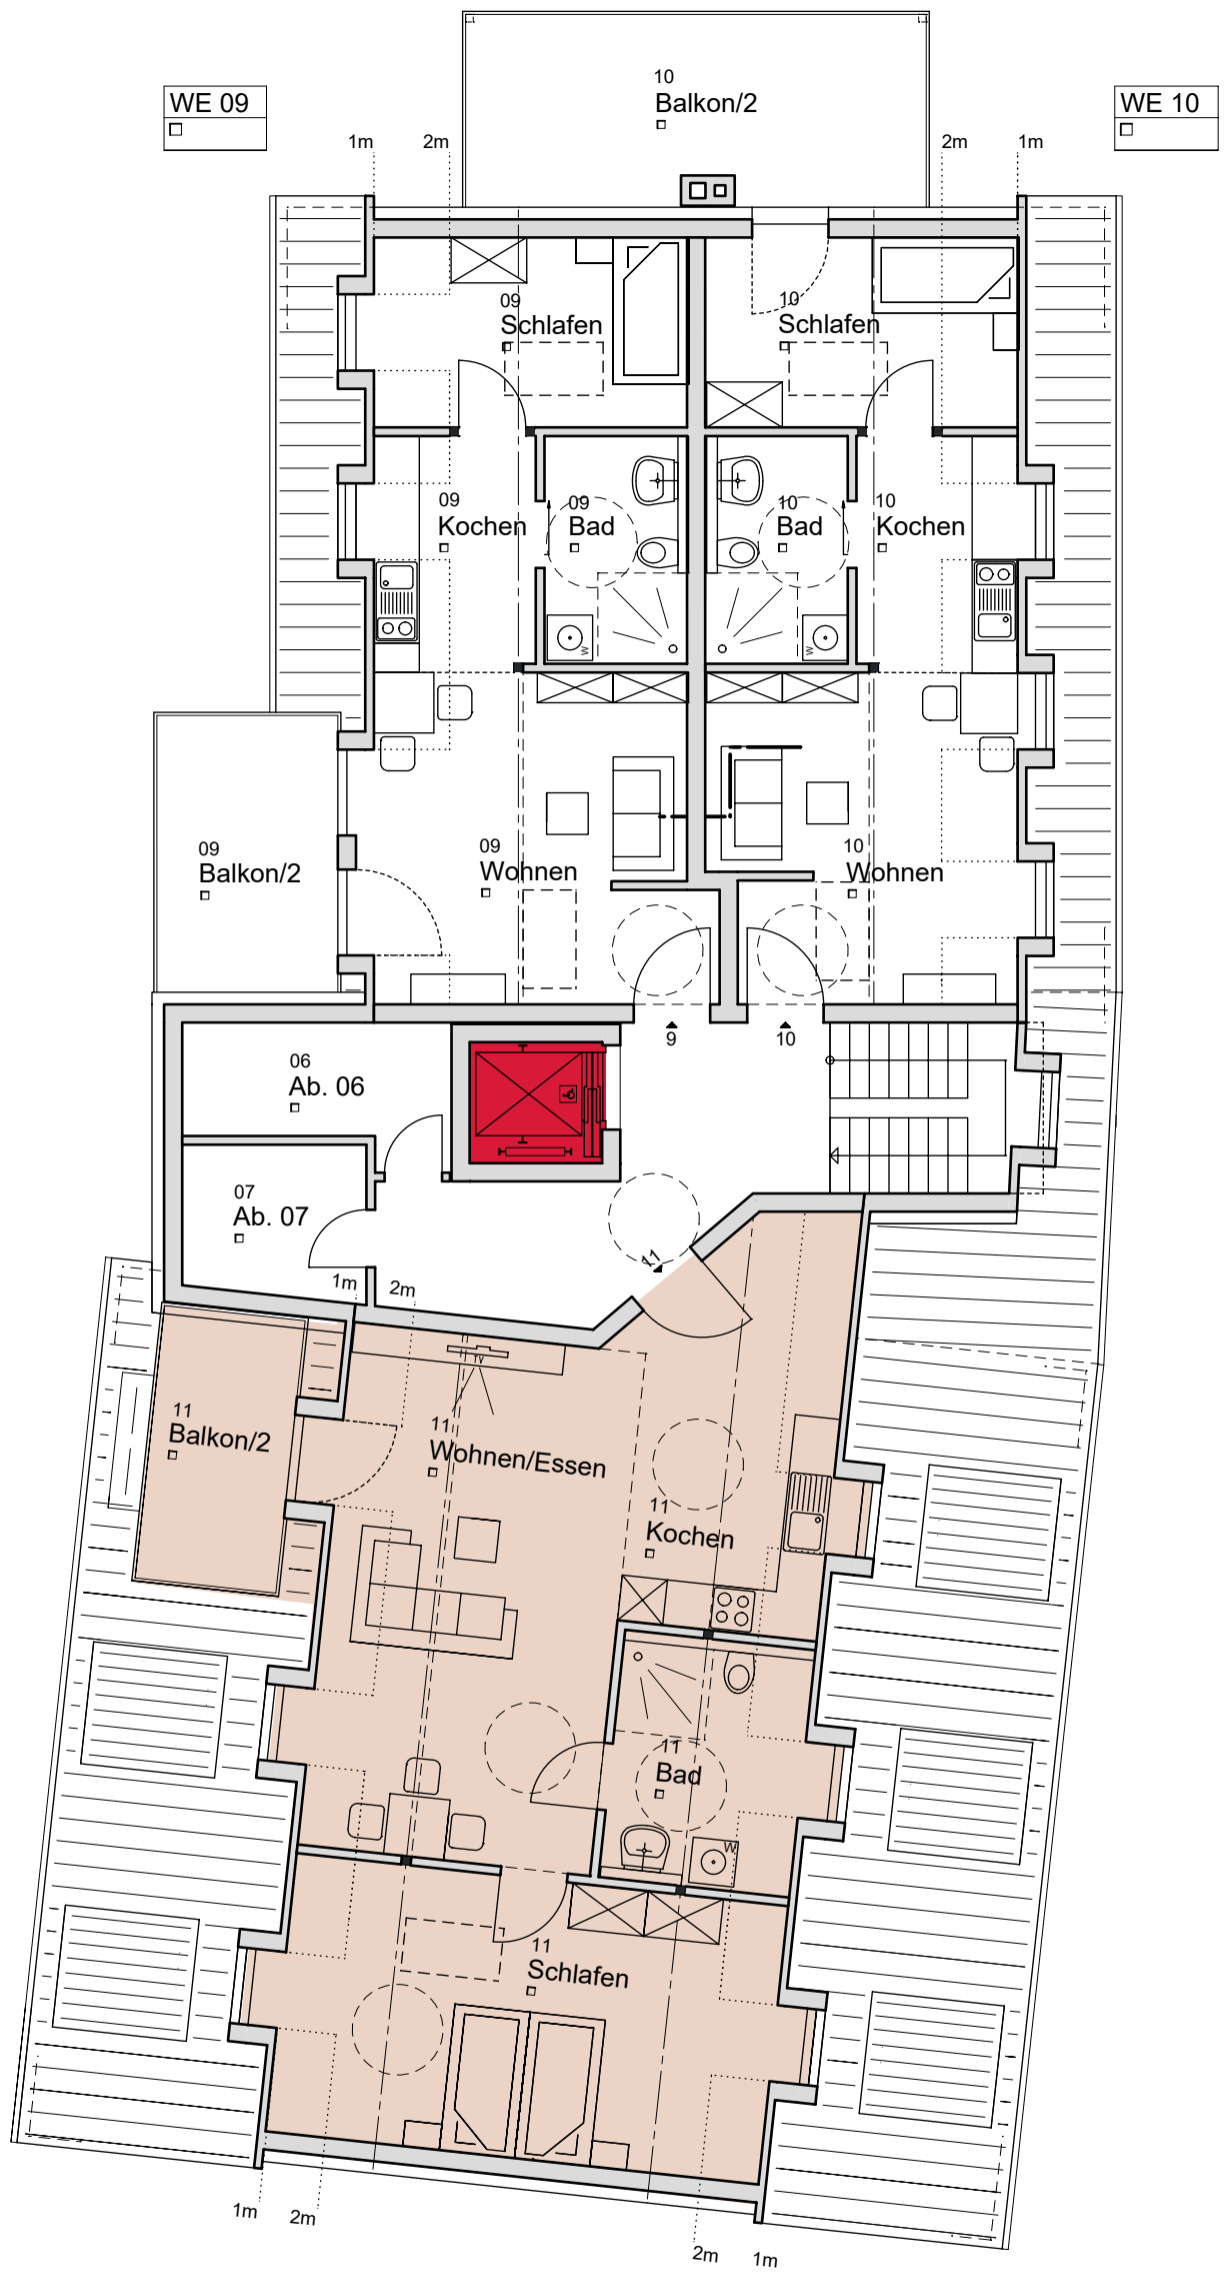 10
Balkon/2
WE 09
WE 10
1m
2m
2m
1m
09
Schlafen
10
Schlafen
09
Kochen
09
Bad
10
Bad
10
Kochen
W
W
09
Balkon/2
09
Wohnen
10
Wohnen
9
10
06
Ab. 06
07
Ab. 07
11
1m
2m
TV
11
Balkon/2
11
Wohnen/Essen
11
Kochen
11
Bad
W
11
Schlafen
1m
2m
2m
1m